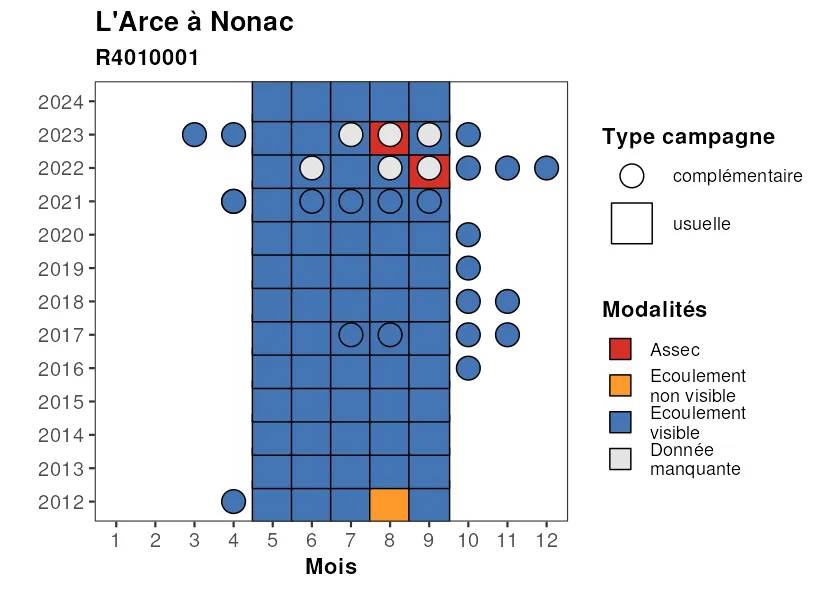 L'Arce à Nonac
R4010001
2024
2023
2022
2021
2020
2019
2018
2017
2016
2015
2014
2013
2012
1 2 3 4 5 6 7 8 9 10 11 12
Mois
Type campagne
complémentaire
usuelle
Modalités
Assec
Ecoulement
non visible
Ecoulement
visible
Donnée
manquante